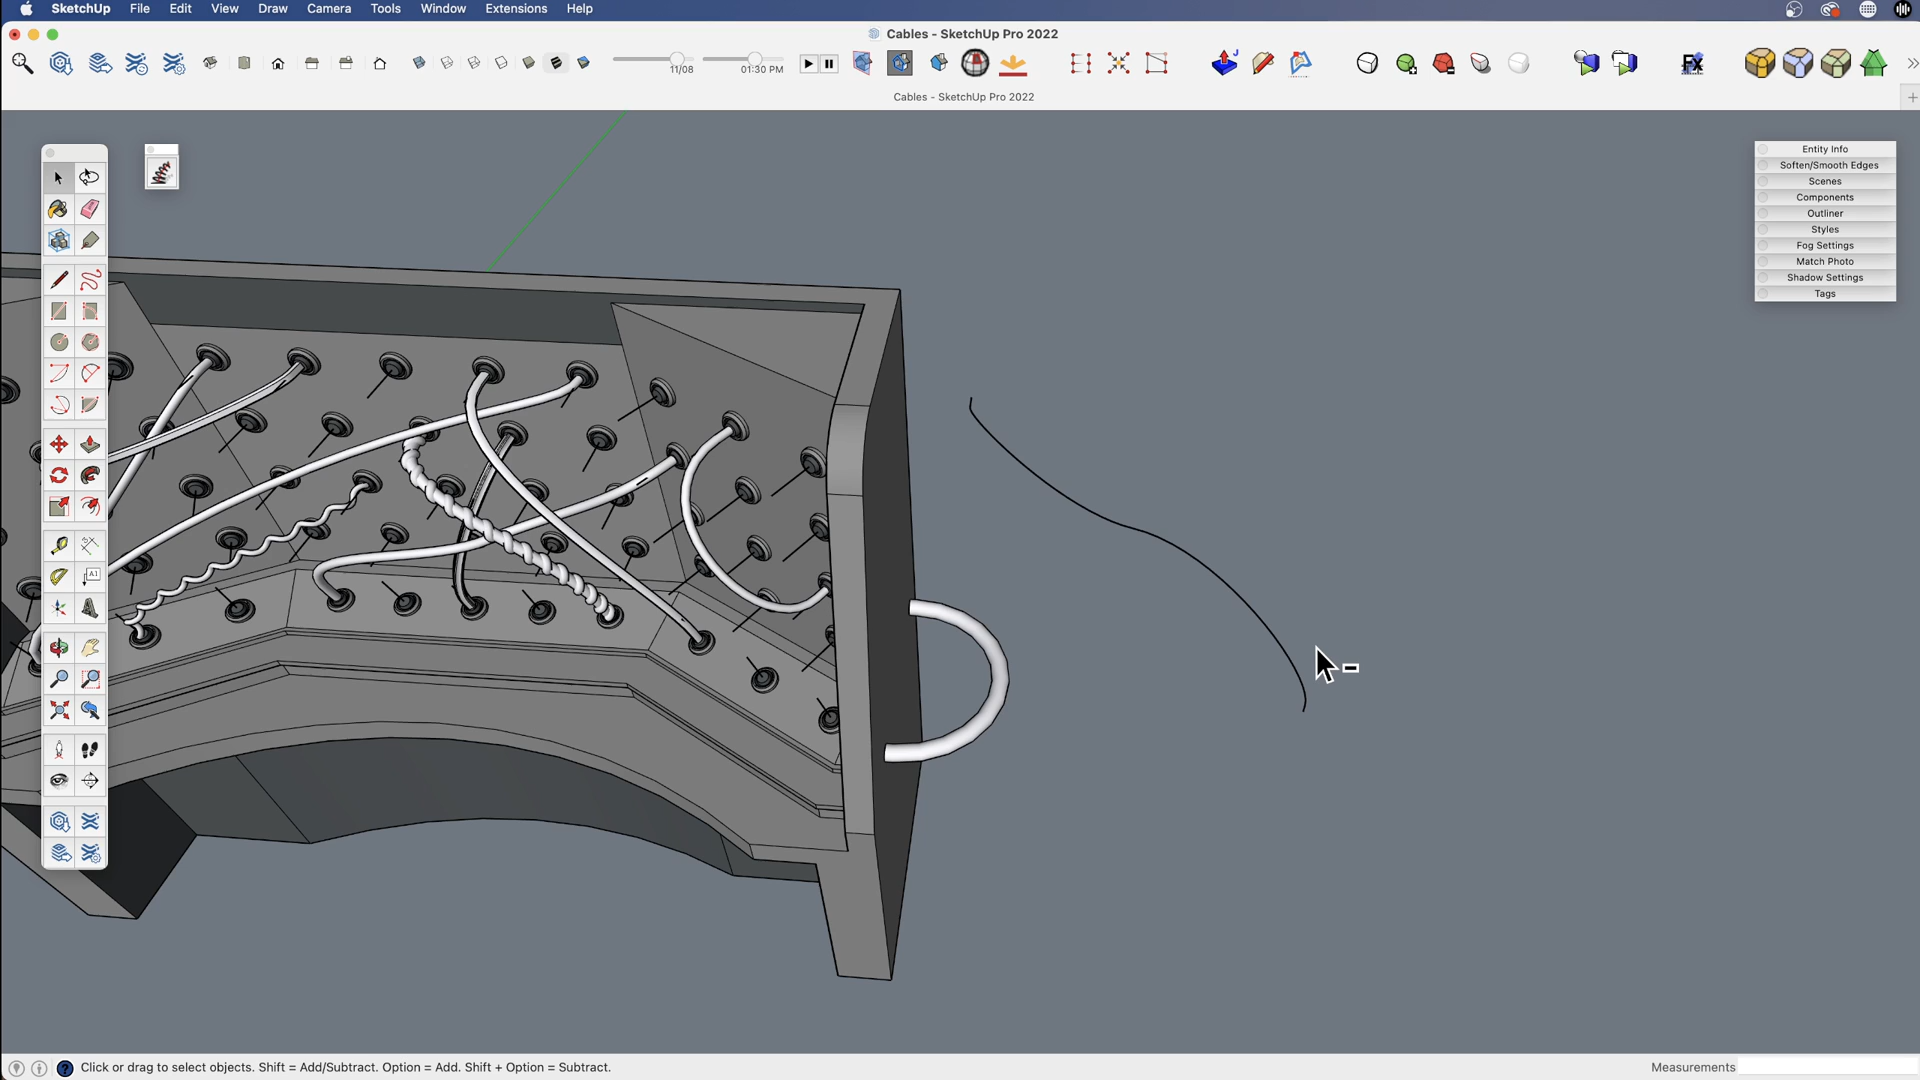 SketchUp File Edit View Draw Camera Tools Window Extensions Help
Cables - SketchUp Pro 2022
11/08
01:30 PM
FX
Cables - SketchUp Pro 2022
Entity Info
Soften/Smooth Edges
Scenes
Components
Outliner
Styles
Fog Settings
Match Photo
Shadow Settings
Tags
A1
Click or drag to select objects. Shift = Add/Subtract. Option = Add. Shift + Option = Subtract.
Measurements